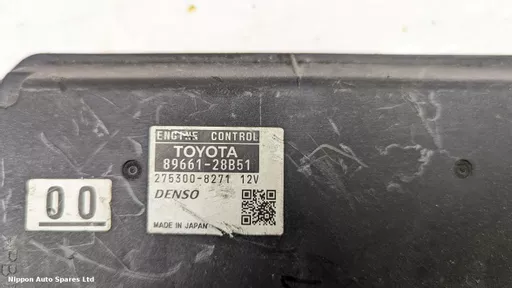 ENGINE CONTROL
TOYOTA
89661-28B51
275300-8271 12V
DENSO
MADE IN JAPAN
00
Nippon Auto Spares Ltd